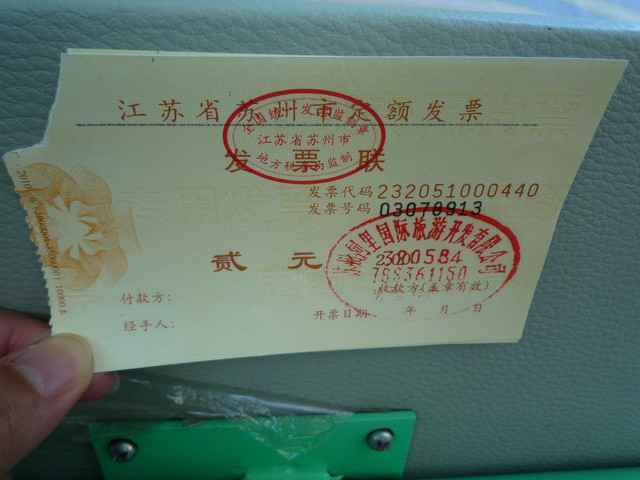 江苏省苏州市定额发票
江苏省苏州市
地方税务局监制
发票联
发票代码 232051000440
发票号码 03078913
贰元
320584
788361150
收款方:(盖章有效)
付款方:
经手人:
开票日期 年 月 日